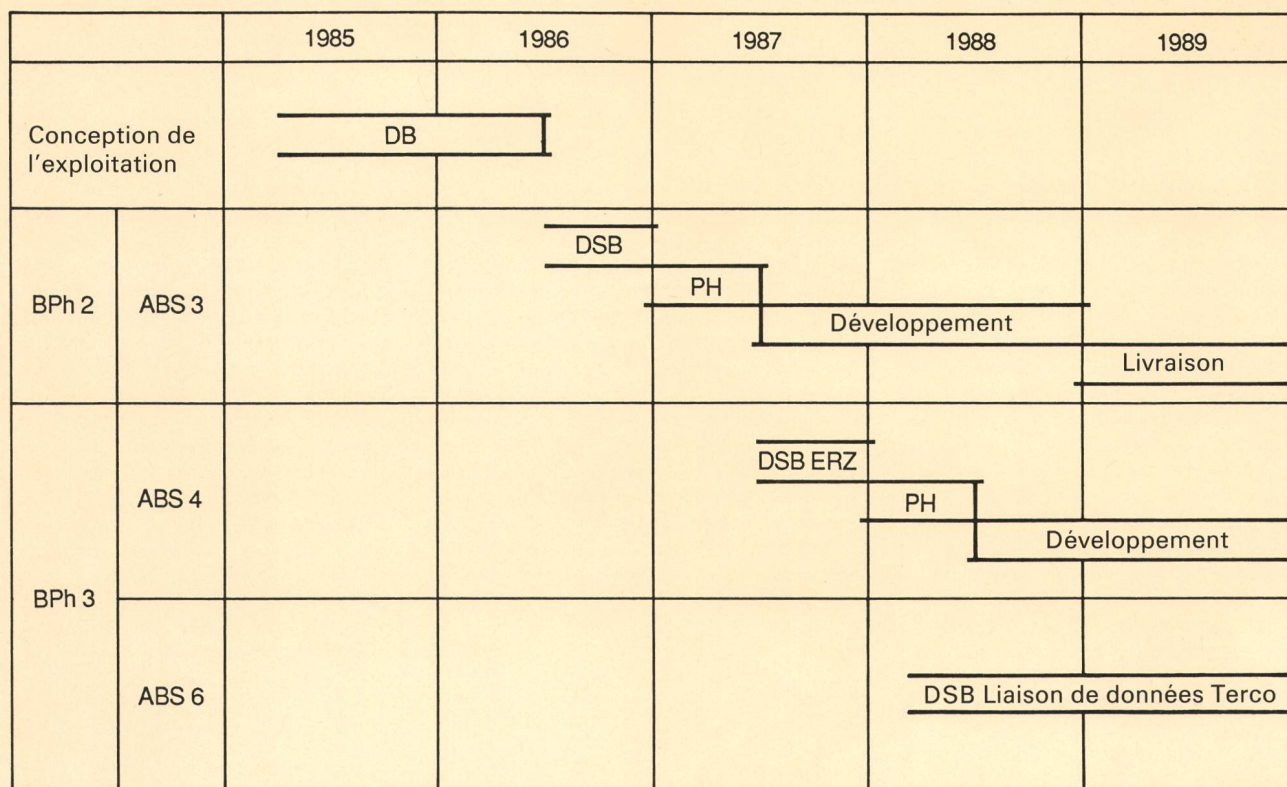 1985 1986 1987 1988 1989
Conception de
l'exploitation
DB
BPh 2
ABS 3
DSB
PH
Développement
Livraison
BPh 3
ABS 4
DSB ERZ
PH
Développement
ABS 6
DSB Liaison de données Terco